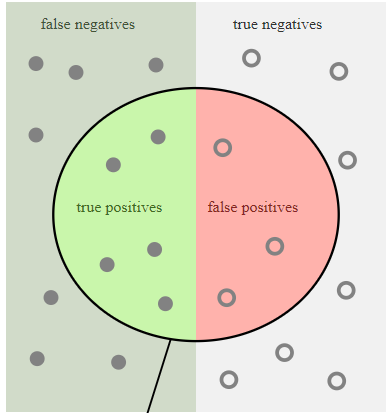 false negatives
true negatives
true positives
false positives